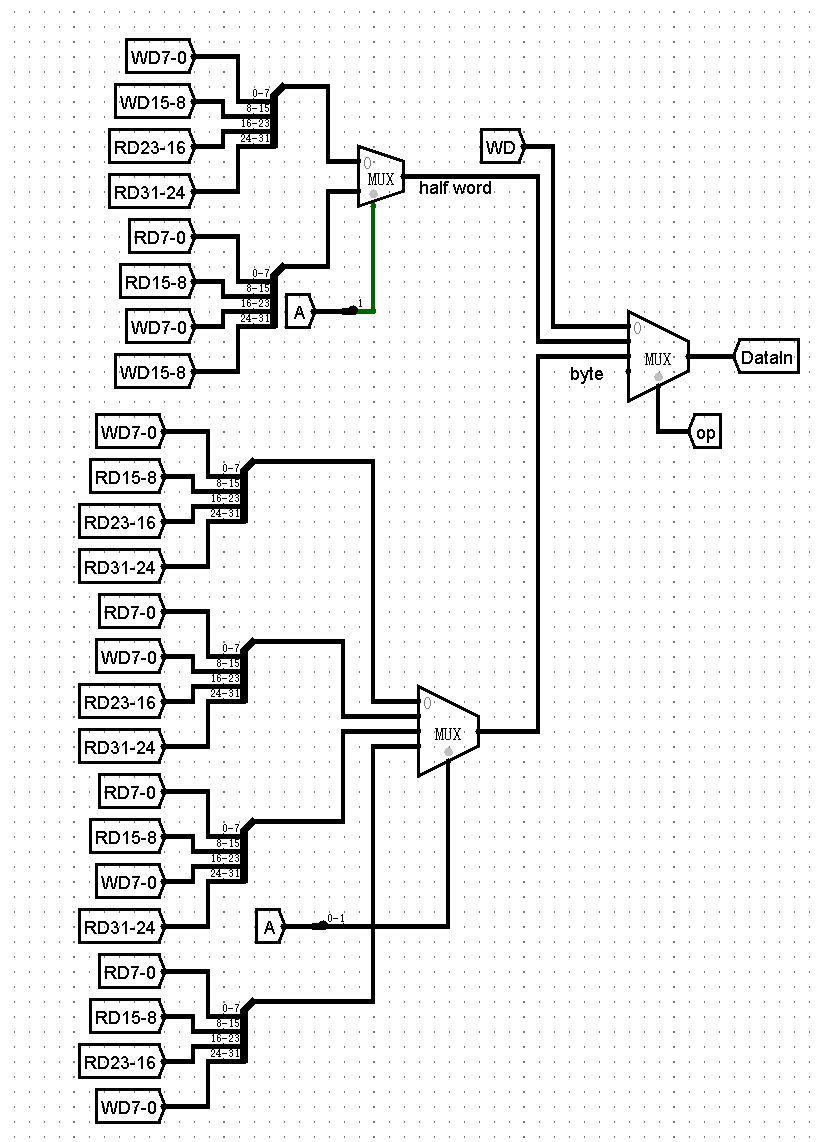 WD7-0
0-7
WD15-8
8-15
16-23
RD23-16
24-31
RD31-24
0
MUX
half word
WD
RD7-0
0-7
RD15-8
8-15
16-23
WD7-0
24-31
WD15-8
A
1
0
MUX
DataIn
byte
op
WD7-0
0-7
RD15-8
8-15
16-23
RD23-16
24-31
RD31-24
RD7-0
0-7
WD7-0
8-15
16-23
RD23-16
24-31
RD31-24
0
MUX
RD7-0
0-7
RD15-8
8-15
16-23
WD7-0
24-31
RD31-24
A
0-1
RD7-0
0-7
RD15-8
8-15
16-23
RD23-16
24-31
WD7-0